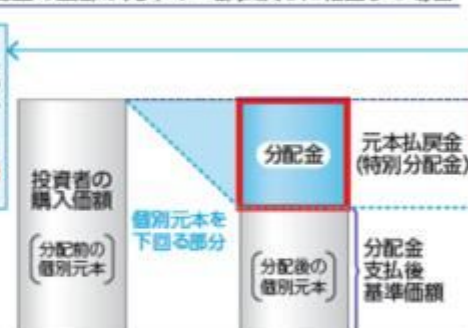 分配金
元本払戻金
(特別分配金)
投資者の
購入価額
(分配前の
個別元本)
個別元本を
下回る部分
(分配後の
個別元本)
分配金
支払後
基準価額